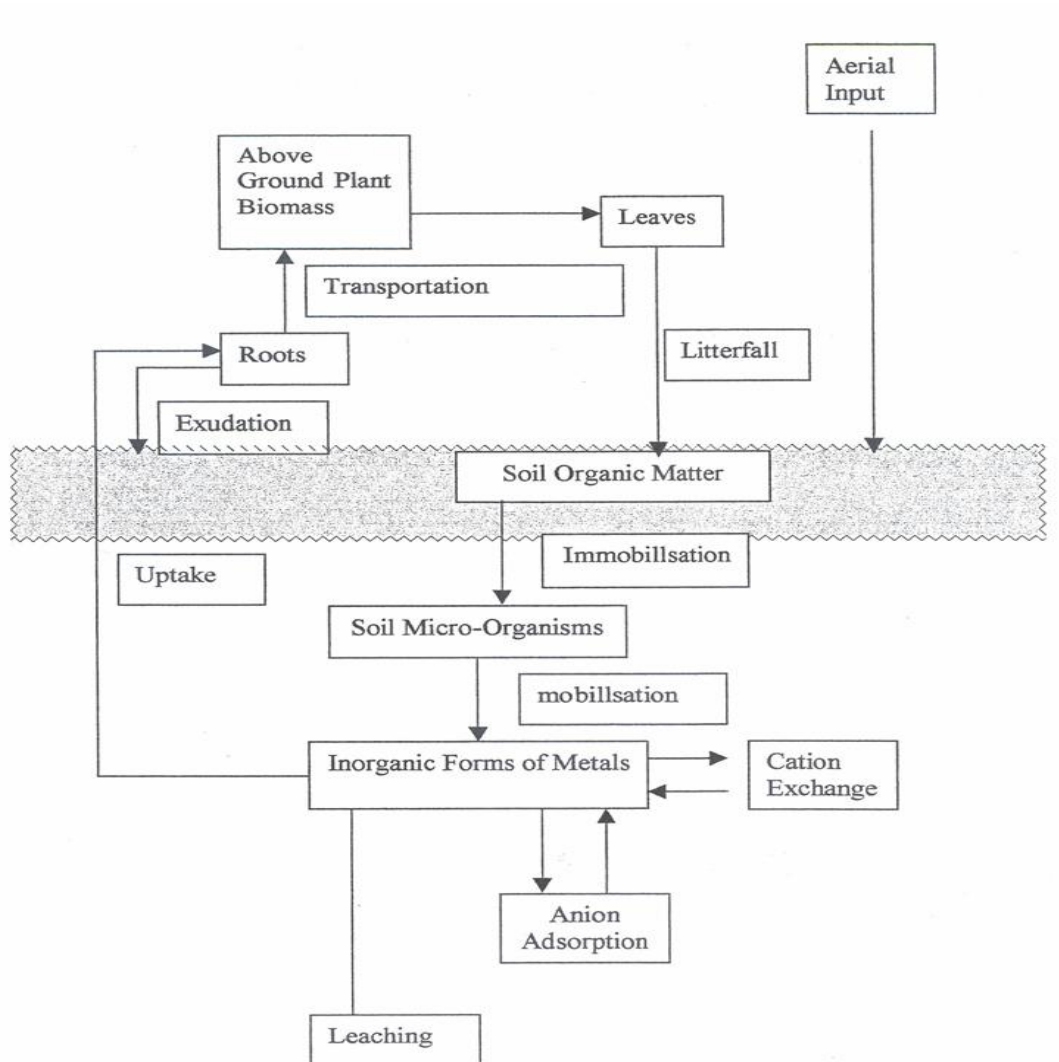 Aerial
Input
Above
Ground Plant
Biomass
Leaves
Transportation
Roots
Litterfall
Exudation
Soil Organic Matter
Uptake
Immobillsation
Soil Micro-Organisms
mobillsation
Inorganic Forms of Metals
Cation
Exchange
Anion
Adsorption
Leaching